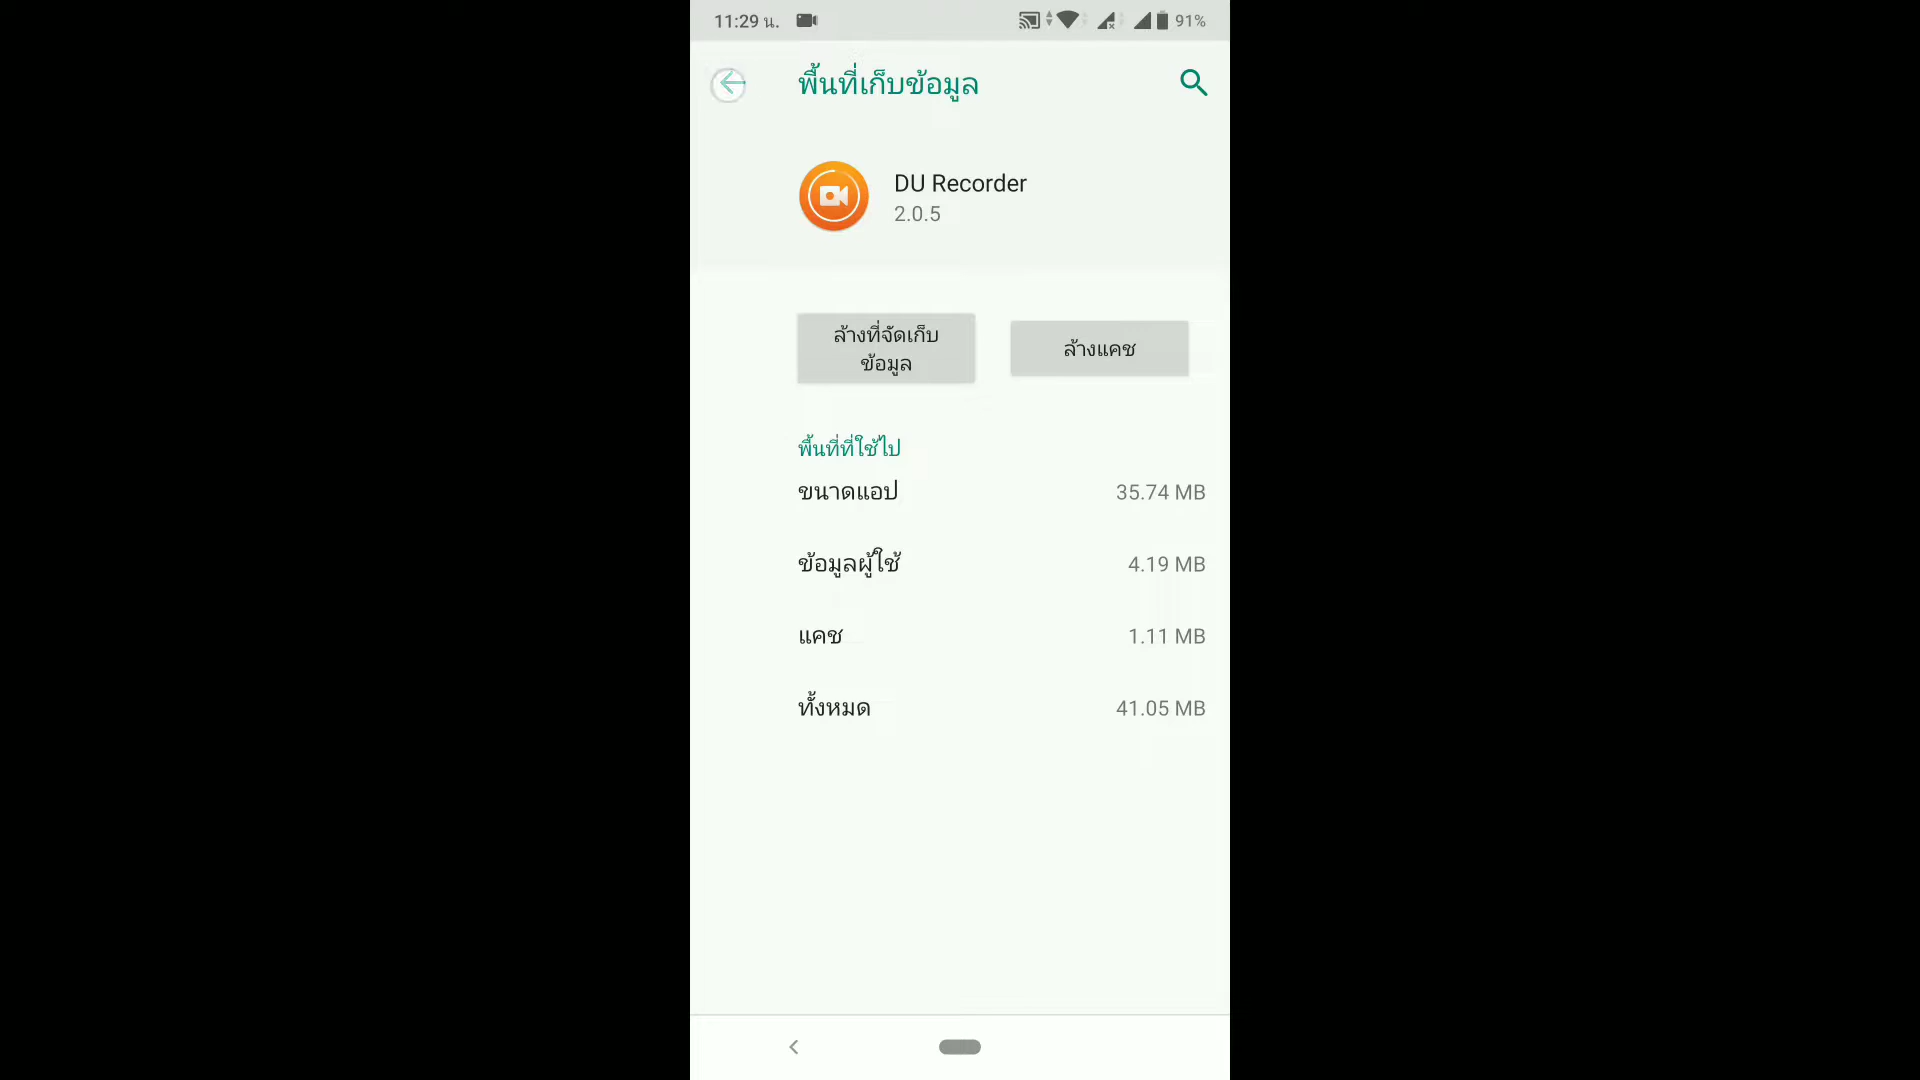 11:29 น.
91%
พื้นที่เก็บข้อมูล
DU Recorder
2.0.5
ล้างที่จัดเก็บ
ข้อมูล
ล้างแคช
พื้นที่ที่ใช้ไป
ขนาดแอป 35.74 MB
ข้อมูลผู้ใช้ 4.19 MB
แคช 1.11 MB
ทั้งหมด 41.05 MB